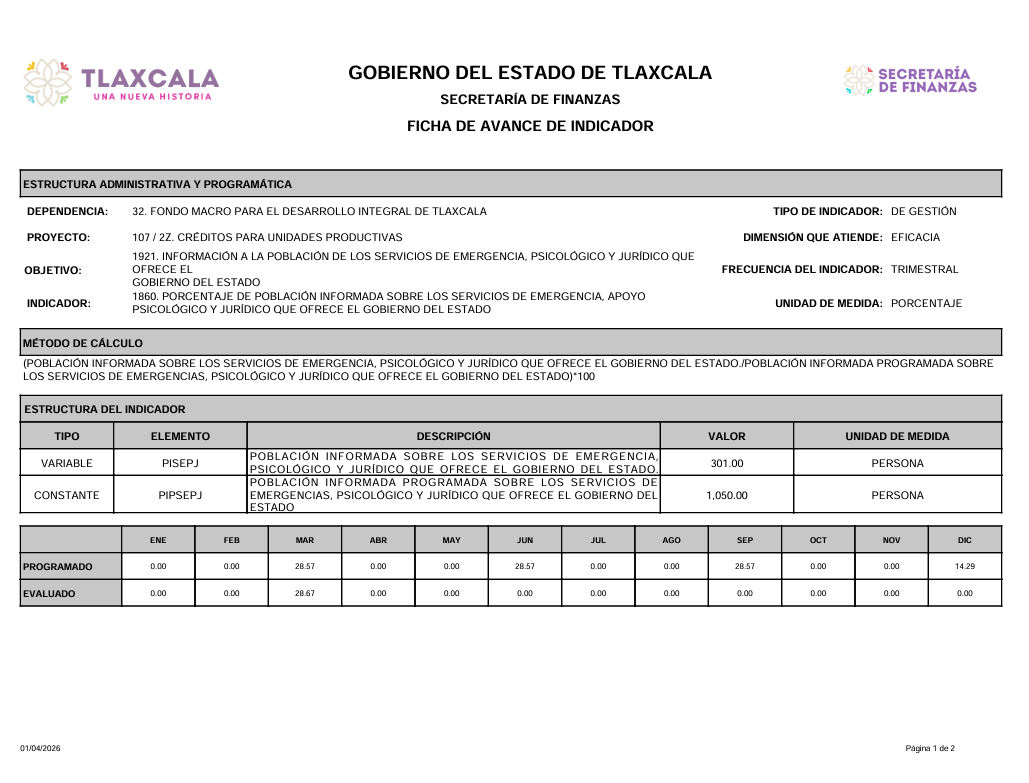 TLAXCALA
UNA NUEVA HISTORIA
GOBIERNO DEL ESTADO DE TLAXCALA
SECRETARÍA DE FINANZAS
FICHA DE AVANCE DE INDICADOR
SECRETARÍA
DE FINANZAS
ESTRUCTURA ADMINISTRATIVA Y PROGRAMÁTICA
DEPENDENCIA: 32. FONDO MACRO PARA EL DESARROLLO INTEGRAL DE TLAXCALA TIPO DE INDICADOR: DE GESTIÓN
PROYECTO: 107 / 2Z. CRÉDITOS PARA UNIDADES PRODUCTIVAS DIMENSIÓN QUE ATIENDE: EFICACIA
OBJETIVO: 1921. INFORMACIÓN A LA POBLACIÓN DE LOS SERVICIOS DE EMERGENCIA, PSICOLÓGICO Y JURÍDICO QUE
OFRECE EL
GOBIERNO DEL ESTADO
FRECUENCIA DEL INDICADOR: TRIMESTRAL
INDICADOR: 1860. PORCENTAJE DE POBLACIÓN INFORMADA SOBRE LOS SERVICIOS DE EMERGENCIA, APOYO
PSICOLÓGICO Y JURÍDICO QUE OFRECE EL GOBIERNO DEL ESTADO
UNIDAD DE MEDIDA: PORCENTAJE
MÉTODO DE CÁLCULO
(POBLACIÓN INFORMADA SOBRE LOS SERVICIOS DE EMERGENCIA, PSICOLÓGICO Y JURÍDICO QUE OFRECE EL GOBIERNO DEL ESTADO./POBLACIÓN INFORMADA PROGRAMADA SOBRE
LOS SERVICIOS DE EMERGENCIAS, PSICOLÓGICO Y JURÍDICO QUE OFRECE EL GOBIERNO DEL ESTADO)*100
ESTRUCTURA DEL INDICADOR
TIPO ELEMENTO DESCRIPCIÓN VALOR UNIDAD DE MEDIDA
VARIABLE PISEPJ POBLACIÓN INFORMADA SOBRE LOS SERVICIOS DE EMERGENCIA,
PSICOLÓGICO Y JURÍDICO QUE OFRECE EL GOBIERNO DEL ESTADO. 301.00 PERSONA
CONSTANTE PIPSEPJ POBLACIÓN INFORMADA PROGRAMADA SOBRE LOS SERVICIOS DE
EMERGENCIAS, PSICOLÓGICO Y JURÍDICO QUE OFRECE EL GOBIERNO DEL
ESTADO 1,050.00 PERSONA
ENE FEB MAR ABR MAY JUN JUL AGO SEP OCT NOV DIC
PROGRAMADO 0.00 0.00 28.57 0.00 0.00 28.57 0.00 0.00 28.57 0.00 0.00 14.29
EVALUADO 0.00 0.00 28.67 0.00 0.00 0.00 0.00 0.00 0.00 0.00 0.00 0.00
01/04/2026 Página 1 de 2